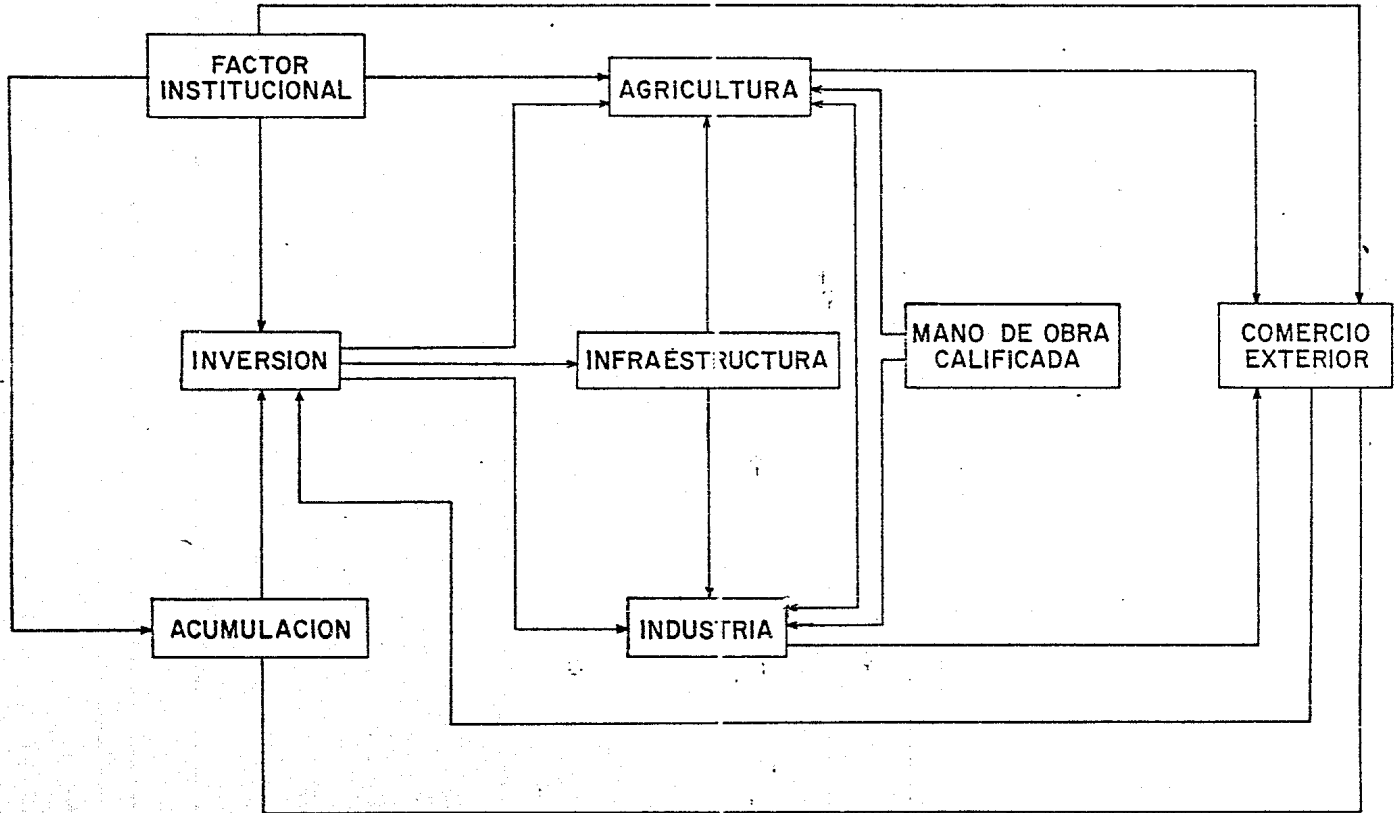 FACTOR
INSTITUCIONAL
AGRICULTURA
INVERSION
INFRAESTRUCTURA
MANO DE OBRA
CALIFICADA
COMERCIO
EXTERIOR
ACUMULACION
INDUSTRIA